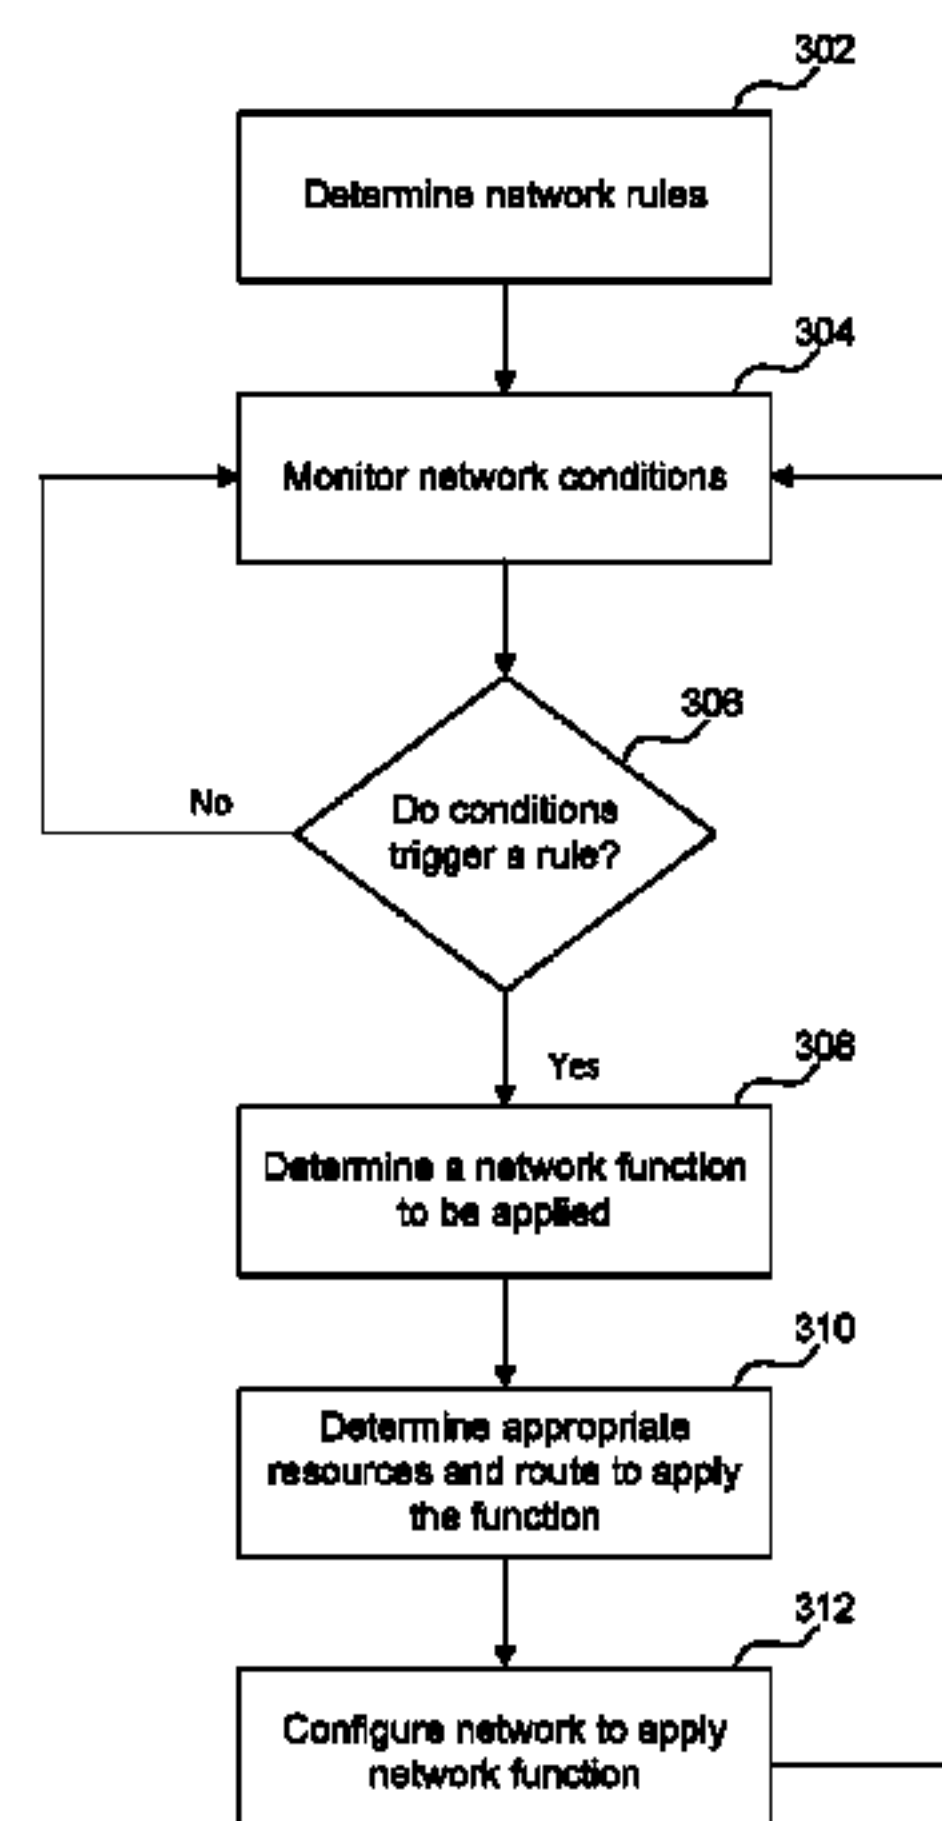 302
Determine network rules
304
Monitor network conditions
306
Do conditions
trigger a rule?
No
Yes
308
Determine a network function
to be applied
310
Determine appropriate
resources and route to apply
the function
312
Configure network to apply
network function